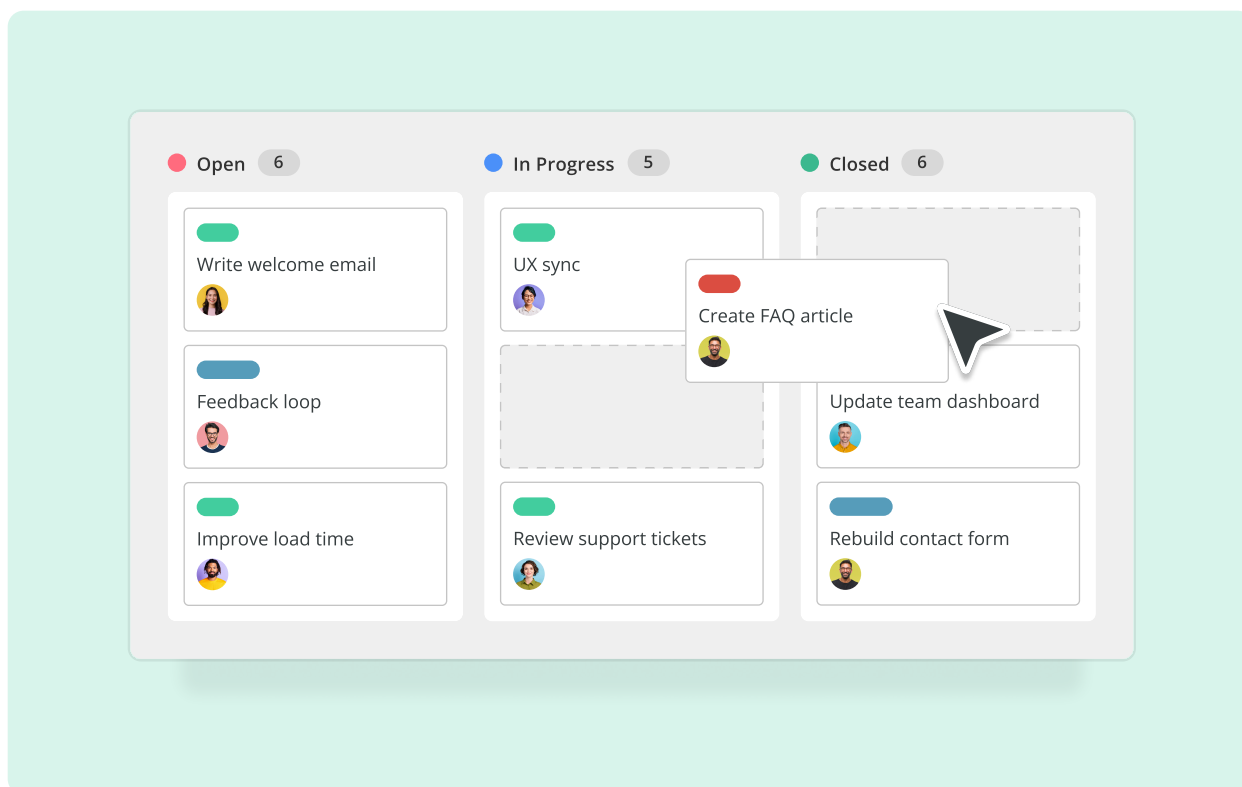 Open 6
In Progress 5
Closed 6
Write welcome email
UX sync
Create FAQ article
Feedback loop
Update team dashboard
Improve load time
Review support tickets
Rebuild contact form